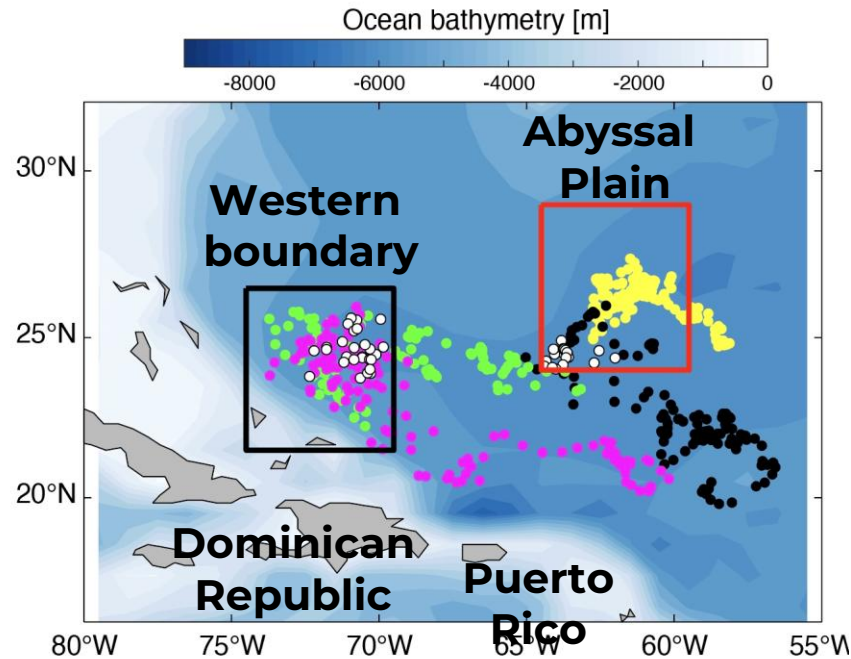 Ocean bathymetry [m]
-8000 -6000 -4000 -2000 0
Abyssal
Plain
30°N
Western
boundary
25°N
20°N
Dominican
Republic
Puerto
Rico
80°W 75°W 70°W 65°W 60°W 55°W